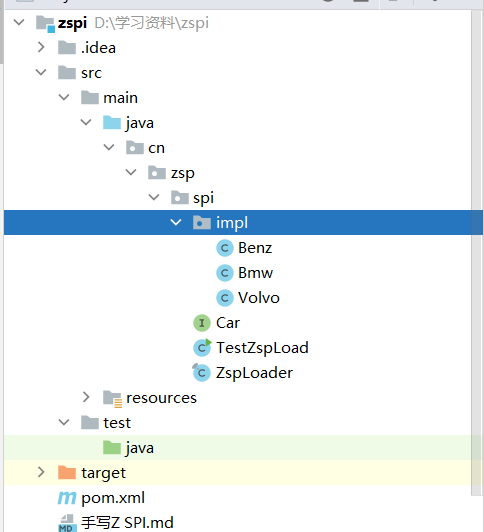 zspi D:\学习资料\zspi
.idea
src
main
java
cn
zsp
spi
impl
Benz
Bmw
Volvo
Car
TestZspLoad
ZspLoader
resources
test
java
target
pom.xml
手写Z SPI.md